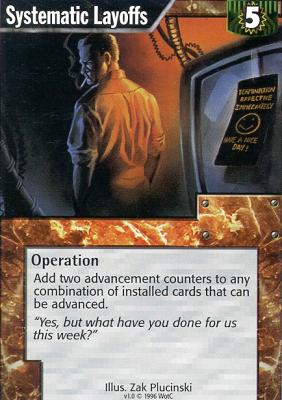 Systematic Layoffs
5
TERMINATION
EFFECTIVE
IMMEDIATELY
HAVE A NICE
DAY!
Operation
Add two advancement counters to any
combination of installed cards that can
be advanced.
“Yes, but what have you done for us
this week?”
Illus. Zak Plucinski
v1.0 © 1996 WotC